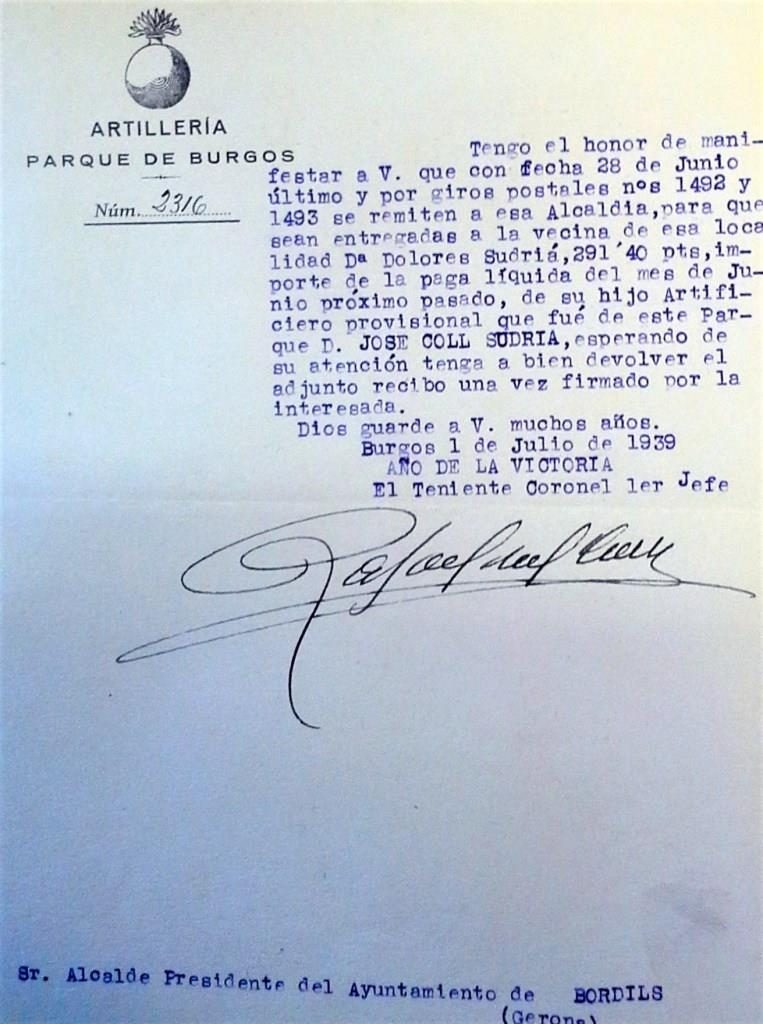 ARTILLERÍA
PARQUE DE BURGOS
Núm. 2316
Tengo el honor de mani-
festar a V. que con fecha 28 de Junio
último y por giros postales nºs 1492 y
1493 se remiten a esa Alcaldia,para que
sean entregadas a la vecina de esa loca
lidad Dª Dolores Sudriá,291'40 pts,im-
porte de la paga líquida del mes de Ju-
nio próximo pasado, de su hijo Artifi-
ciero provisional que fué de este Par-
que D. JOSE COLL SUDRIA,esperando de
su atención tenga a bien devolver el
adjunto recibo una vez firmado por la
interesada.
Dios guarde a V. muchos años.
Burgos 1 de Julio de 1939
AÑO DE LA VICTORIA
El Teniente Coronel 1er Jefe
Rafael
Sr. Alcalde Presidente del Ayuntamiento de BORDILS
(Gerona)